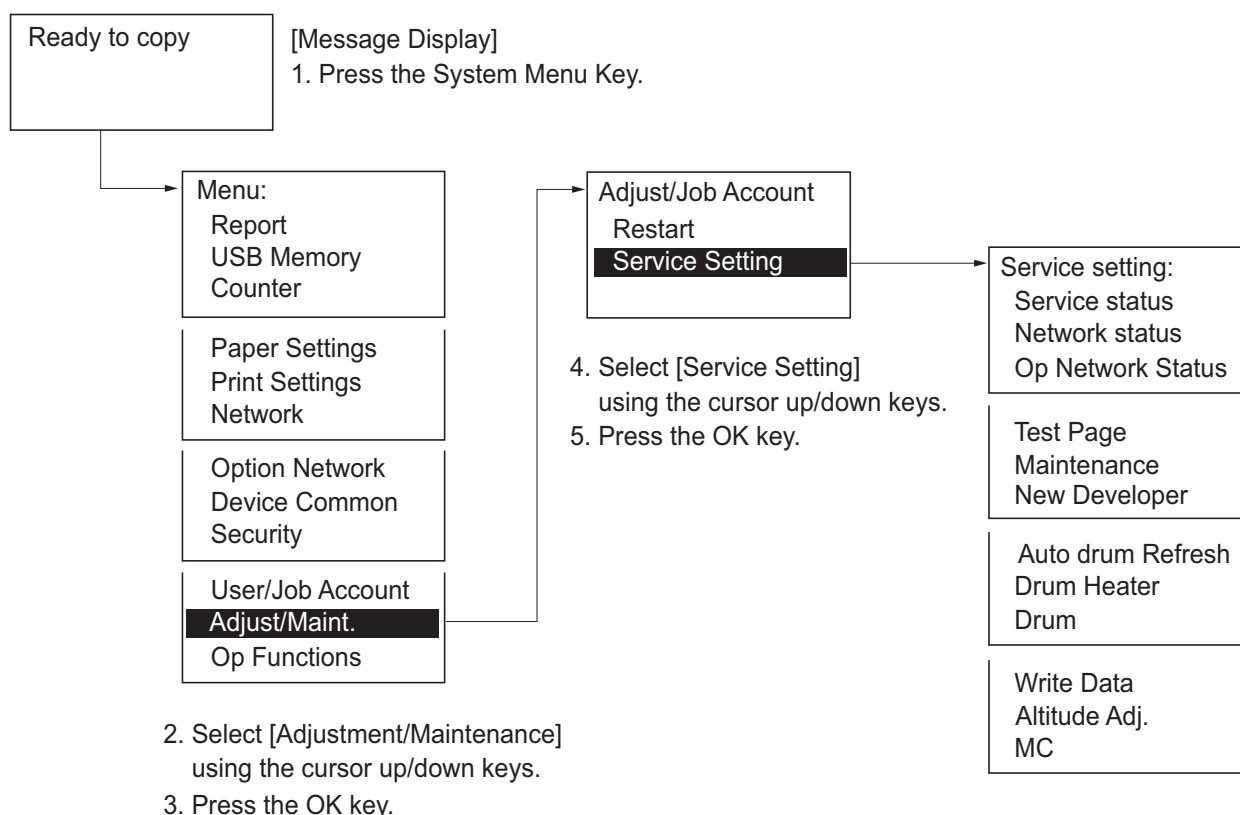 Ready to copy
[Message Display]
1. Press the System Menu Key.
Menu:
Report
USB Memory
Counter
Paper Settings
Print Settings
Network
Option Network
Device Common
Security
User/Job Account
Adjust/Maint.
Op Functions
2. Select [Adjustment/Maintenance]
using the cursor up/down keys.
3. Press the OK key.
Adjust/Job Account
Restart
Service Setting
4. Select [Service Setting]
using the cursor up/down keys.
5. Press the OK key.
Service setting:
Service status
Network status
Op Network Status
Test Page
Maintenance
New Developer
Auto drum Refresh
Drum Heater
Drum
Write Data
Altitude Adj.
MC